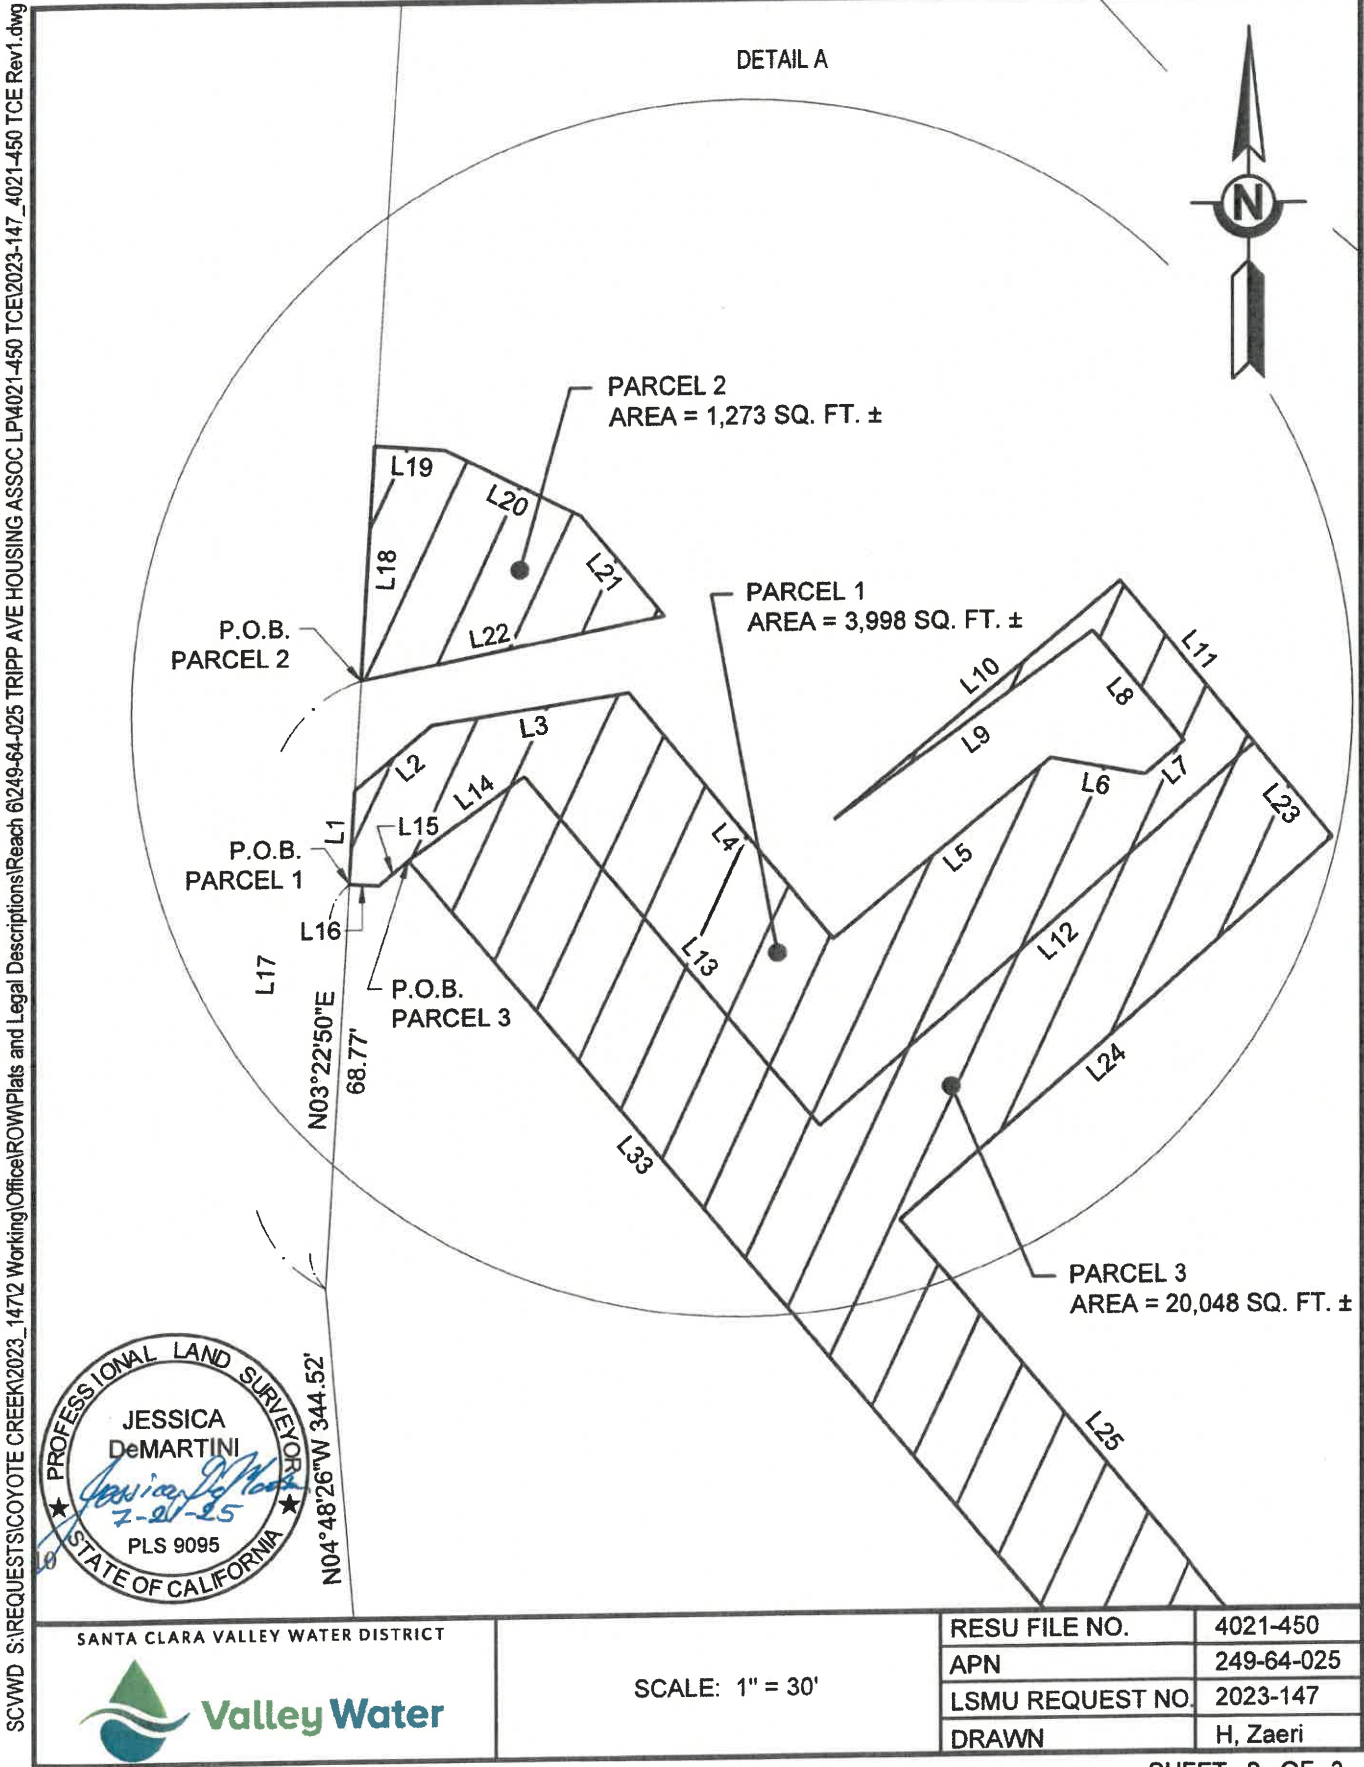 SCVWD S:\REQUESTS\COYOTE CREEK\2023_147\2 Working\Office\ROW\Plats and Legal Descriptions\Reach 6\249-64-025 TRIPP AVE HOUSING ASSOC LP\4021-450 TCE\2023-147_4021-450 TCE Rev1.dwg
DETAIL A
N
PARCEL 2
AREA = 1,273 SQ. FT. ±
L19
L20
L18
L21
PARCEL 1
AREA = 3,998 SQ. FT. ±
P.O.B.
PARCEL 2
L22
L11
L10
L8
L3
L9
L2
L14
L6
L7
L23
L1
L15
L4
P.O.B.
PARCEL 1
L5
L16
L13
L12
L17
P.O.B.
PARCEL 3
N03°22'50"E
68.77'
L24
L33
PARCEL 3
AREA = 20,048 SQ. FT. ±
L25
N04°48'26"W 344.52'
PROFESSIONAL LAND SURVEYOR
JESSICA
DeMARTINI
Jessica DeMartini
7-21-25
PLS 9095
STATE OF CALIFORNIA
SANTA CLARA VALLEY WATER DISTRICT
Valley Water
SCALE: 1" = 30'
RESU FILE NO. 4021-450
APN 249-64-025
LSMU REQUEST NO. 2023-147
DRAWN H, Zaeri